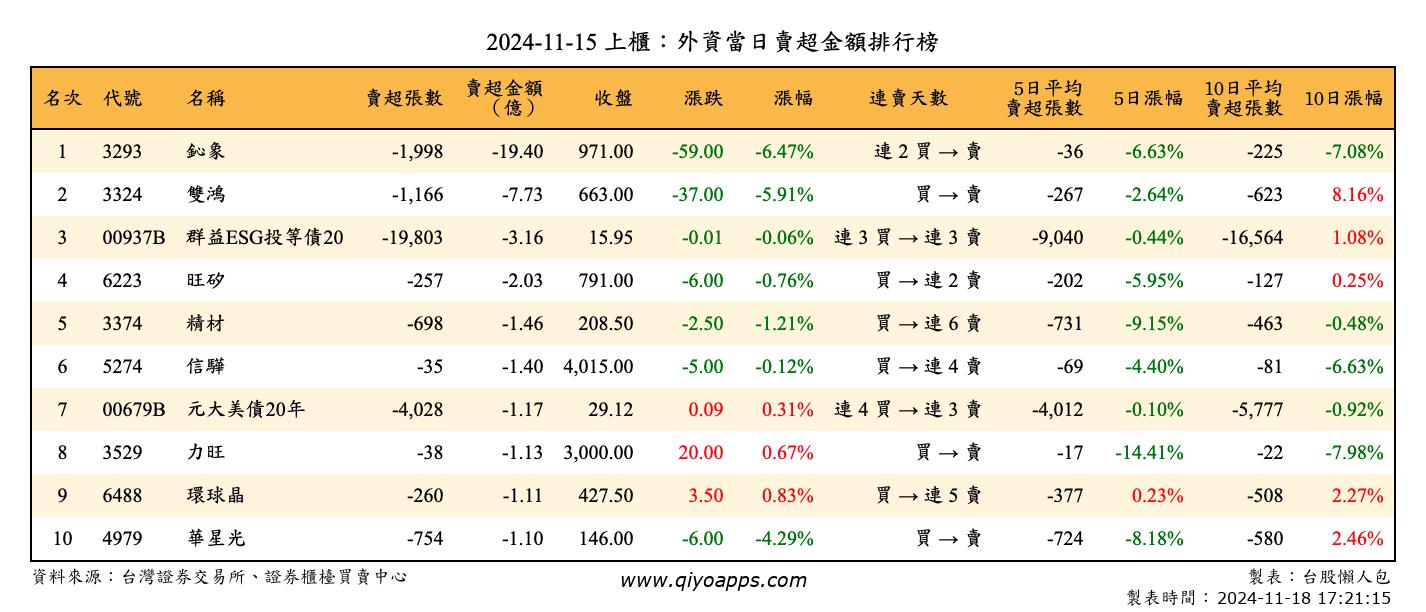 2024-11-15 上櫃：外資當日賣超金額排行榜
名次 代號 名稱 賣超張數 賣超金額（億） 收盤 漲跌 漲幅 連賣天數 5日平均賣超張數 5日漲幅 10日平均賣超張數 10日漲幅
1 3293 鈊象 -1,998 -19.40 971.00 -59.00 -6.47% 連 2 買 → 賣 -36 -6.63% -225 -7.08%
2 3324 雙鴻 -1,166 -7.73 663.00 -37.00 -5.91% 買 → 賣 -267 -2.64% -623 8.16%
3 00937B 群益ESG投等債20 -19,803 -3.16 15.95 -0.01 -0.06% 連 3 買 → 連 3 賣 -9,040 -0.44% -16,564 1.08%
4 6223 旺矽 -257 -2.03 791.00 -6.00 -0.76% 買 → 連 2 賣 -202 -5.95% -127 0.25%
5 3374 精材 -698 -1.46 208.50 -2.50 -1.21% 買 → 連 6 賣 -731 -9.15% -463 -0.48%
6 5274 信驊 -35 -1.40 4,015.00 -5.00 -0.12% 買 → 連 4 賣 -69 -4.40% -81 -6.63%
7 00679B 元大美債20年 -4,028 -1.17 29.12 0.09 0.31% 連 4 買 → 連 3 賣 -4,012 -0.10% -5,777 -0.92%
8 3529 力旺 -38 -1.13 3,000.00 20.00 0.67% 買 → 賣 -17 -14.41% -22 -7.98%
9 6488 環球晶 -260 -1.11 427.50 3.50 0.83% 買 → 連 5 賣 -377 0.23% -508 2.27%
10 4979 華星光 -754 -1.10 146.00 -6.00 -4.29% 買 → 賣 -724 -8.18% -580 2.46%
資料來源：台灣證券交易所、證券櫃檯買賣中心 www.qiyoapps.com 製表：台股懶人包
製表時間：2024-11-18 17:21:15